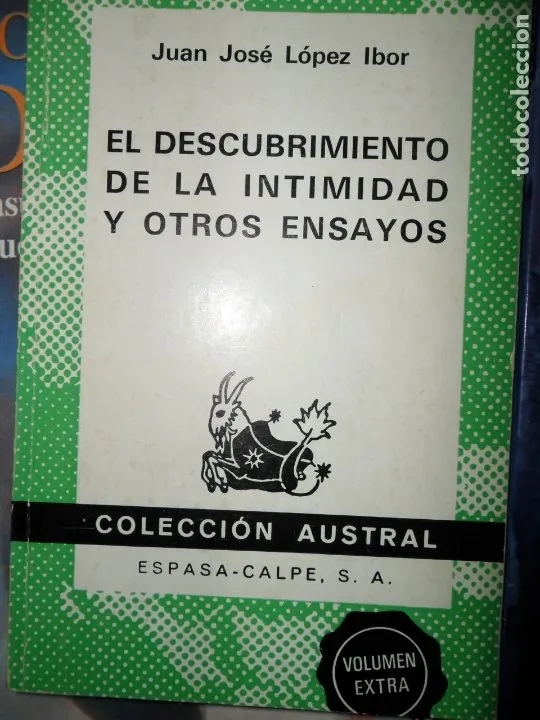 Juan José López Ibor
EL DESCUBRIMIENTO
DE LA INTIMIDAD
Y OTROS ENSAYOS
COLECCIÓN AUSTRAL
ESPASA-CALPE, S. A.
VOLUMEN
EXTRA
todocoleccion